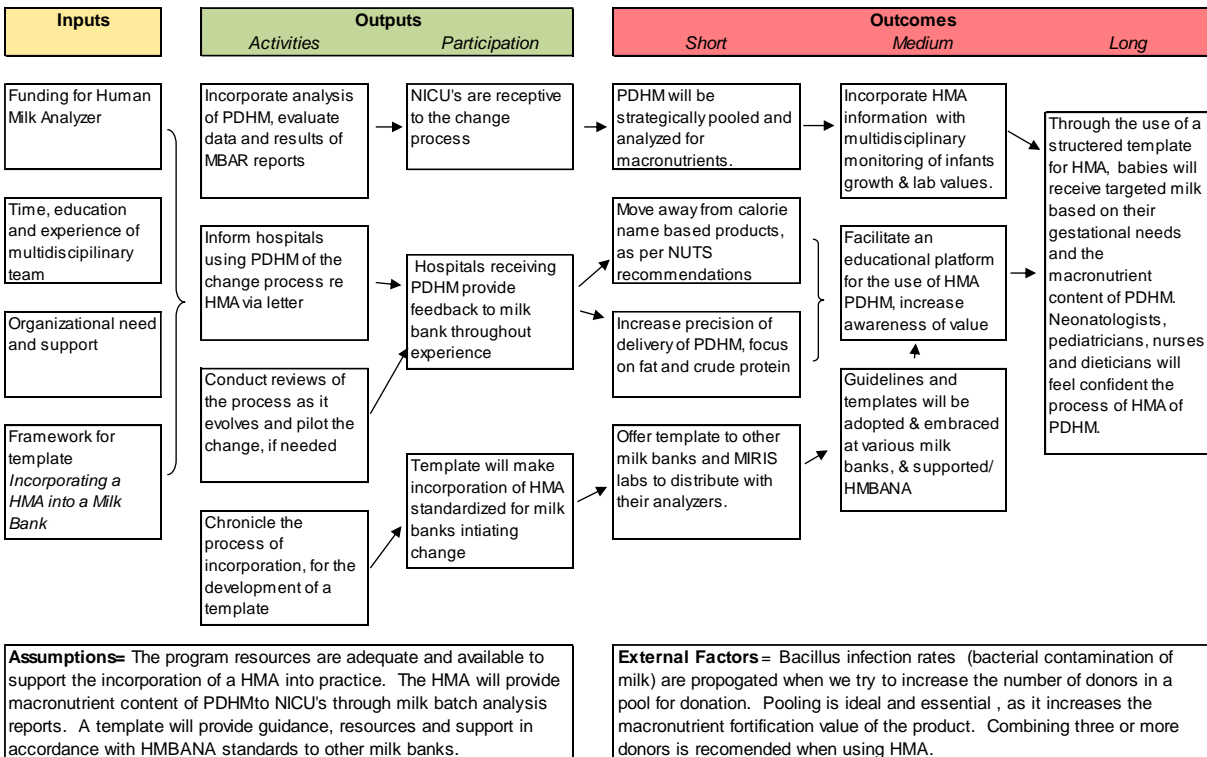 Inputs
Outputs
Activities
Participation
Outcomes
Short
Medium
Long
Funding for Human
Milk Analyzer
Time, education
and experience of
multidiscipilinary
team
Organizational need
and support
Framework for
template
Incorporating a
HMA into a Milk
Bank
Incorporate analysis
of PDHM, evaluate
data and results of
MBAR reports
Inform hospitals
using PDHM of the
change process re
HMA via letter
Conduct reviews of
the process as it
evolves and pilot the
change, if needed
Chronicle the
process of
incorporation, for the
development of a
template
NICU's are receptive
to the change
process
Hospitals receiving
PDHM provide
feedback to milk
bank throughout
experience
Template will make
incorporation of HMA
standardized for milk
banks intiating
change
PDHM will be
strategically pooled and
analyzed for
macronutrients.
Move away from calorie
name based products,
as per NUTS
recommendations
Increase precision of
delivery of PDHM, focus
on fat and crude protein
Offer template to other
milk banks and MIRIS
labs to distribute with
their analyzers.
Incorporate HMA
information with
multidisciplinary
monitoring of infants
growth & lab values.
Facilitate an
educational platform
for the use of HMA
PDHM, increase
awareness of value
Guidelines and
templates will be
adopted & embraced
at various milk
banks, & supported/
HMBANA
Through the use of a
structered template
for HMA, babies will
receive targeted milk
based on their
gestational needs
and the
macronutrient
content of PDHM.
Neonatologists,
pediatricians, nurses
and dieticians will
feel confident the
process of HMA of
PDHM.
Assumptions= The program resources are adequate and available to
support the incorporation of a HMA into practice. The HMA will provide
macronutrient content of PDHMto NICU's through milk batch analysis
reports. A template will provide guidance, resources and support in
accordance with HMBANA standards to other milk banks.
External Factors= Bacillus infection rates (bacterial contamination of
milk) are propogated when we try to increase the number of donors in a
pool for donation. Pooling is ideal and essential , as it increases the
macronutrient fortification value of the product. Combining three or more
donors is recomended when using HMA.